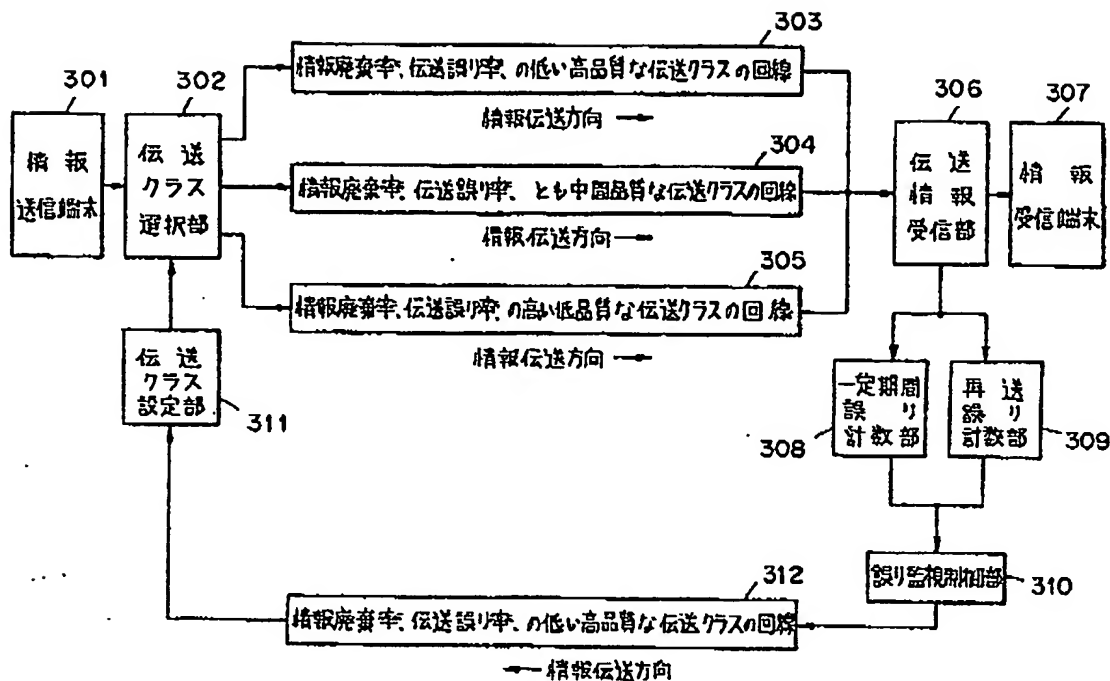 303
情報廃棄率、伝送誤り率、の低い高品質な伝送クラスの回線
情報伝送方向 →
301
情報
送信端末
302
伝送
クラス
選択部
304
情報廃棄率、伝送誤り率、とも中間品質な伝送クラスの回線
情報伝送方向 →
306
伝送
情報
受信部
307
情報
受信端末
305
情報廃棄率、伝送誤り率、の高い低品質な伝送クラスの回線
情報伝送方向 →
伝送
クラス
設定部
311
一定期間
誤り
計数部
308
再送
誤り
計数部
309
誤り監視制御部
310
312
情報廃棄率、伝送誤り率、の低い高品質な伝送クラスの回線
← 情報伝送方向